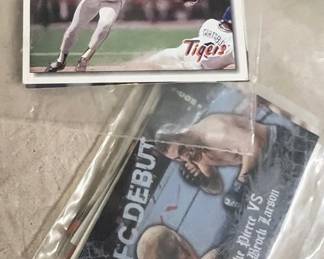 Tigers
C DEBUT
e Pierce VS
Brock Larson